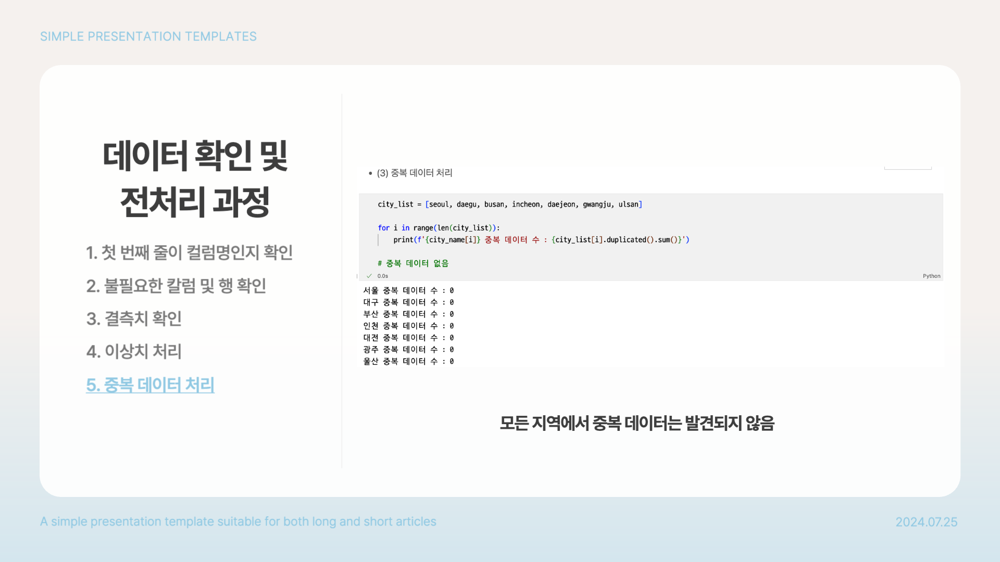 SIMPLE PRESENTATION TEMPLATES
데이터 확인 및
전처리 과정
1. 첫 번째 줄이 컬럼명인지 확인
2. 불필요한 칼럼 및 행 확인
3. 결측치 확인
4. 이상치 처리
5. 중복 데이터 처리
• (3) 중복 데이터 처리
city_list = [seoul, daegu, busan, incheon, daejeon, gwangju, ulsan]
for i in range(len(city_list)):
    print(f'{city_name[i]} 중복 데이터 수 : {city_list[i].duplicated().sum()}')
# 중복 데이터 없음
✓ 0.0s
Python
서울 중복 데이터 수 : 0
대구 중복 데이터 수 : 0
부산 중복 데이터 수 : 0
인천 중복 데이터 수 : 0
대전 중복 데이터 수 : 0
광주 중복 데이터 수 : 0
울산 중복 데이터 수 : 0
모든 지역에서 중복 데이터는 발견되지 않음
A simple presentation template suitable for both long and short articles
2024.07.25